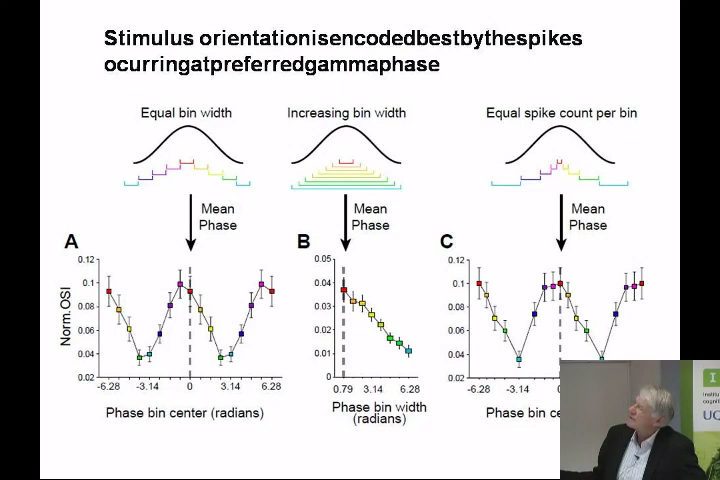 Stimulus orientationisencodedbestbythespikes
ocurringatpreferredgammaphase
Equal bin width
Increasing bin width
Equal spike count per bin
Mean
Phase
Mean
Phase
Mean
Phase
A
B
C
Norm. OSI
0.12
0.1
0.08
0.06
0.04
0.02
-6.28
-3.14
0
3.14
6.28
Phase bin center (radians)
0.05
0.04
0.03
0.02
0.01
0
0.79
3.14
6.28
Phase bin width
(radians)
0.12
0.1
0.08
0.06
0.04
0.02
-6.28
-3.14
0
Phase bin ce
I
Institu
cognit
UC